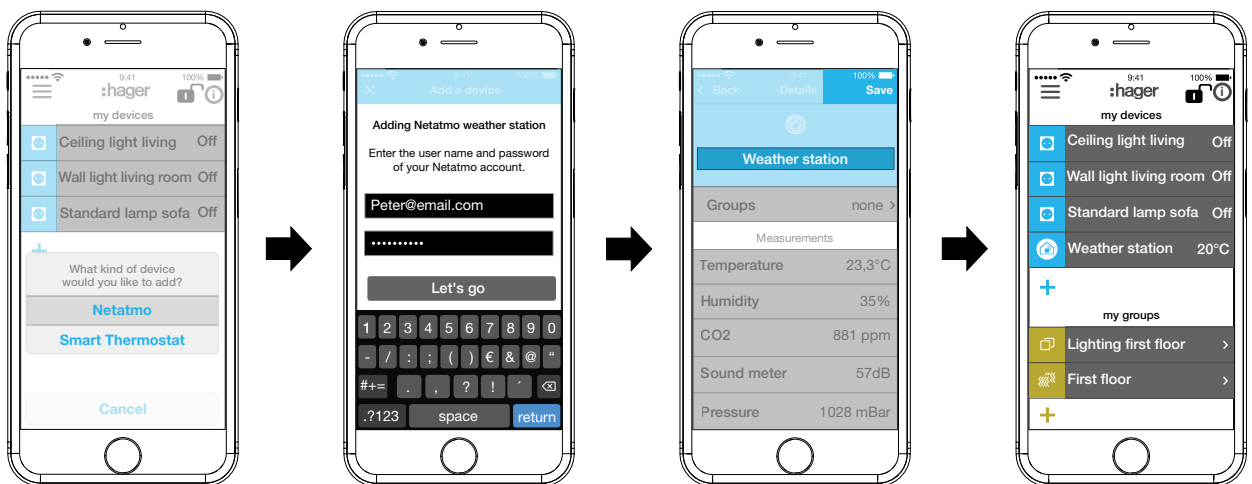 9:41
100%
:hager
my devices
Ceiling light living Off
Wall light living room Off
Standard lamp sofa Off
+
What kind of device
would you like to add?
Netatmo
Smart Thermostat
Cancel
9:41 100%
× Add a device
Adding Netatmo weather station
Enter the user name and password
of your Netatmo account.
Peter@email.com
••••••••••
Let's go
1 2 3 4 5 6 7 8 9 0
- / : ; ( ) € & @ “
#+= . , ? ! ´
.?123 space return
9:41 100%
< Back Details Save
Weather station
Groups none >
Measurements
Temperature 23,3°C
Humidity 35%
CO2 881 ppm
Sound meter 57dB
Pressure 1028 mBar
9:41 100%
:hager
my devices
Ceiling light living Off
Wall light living room Off
Standard lamp sofa Off
Weather station 20°C
+
my groups
Lighting first floor >
First floor >
+